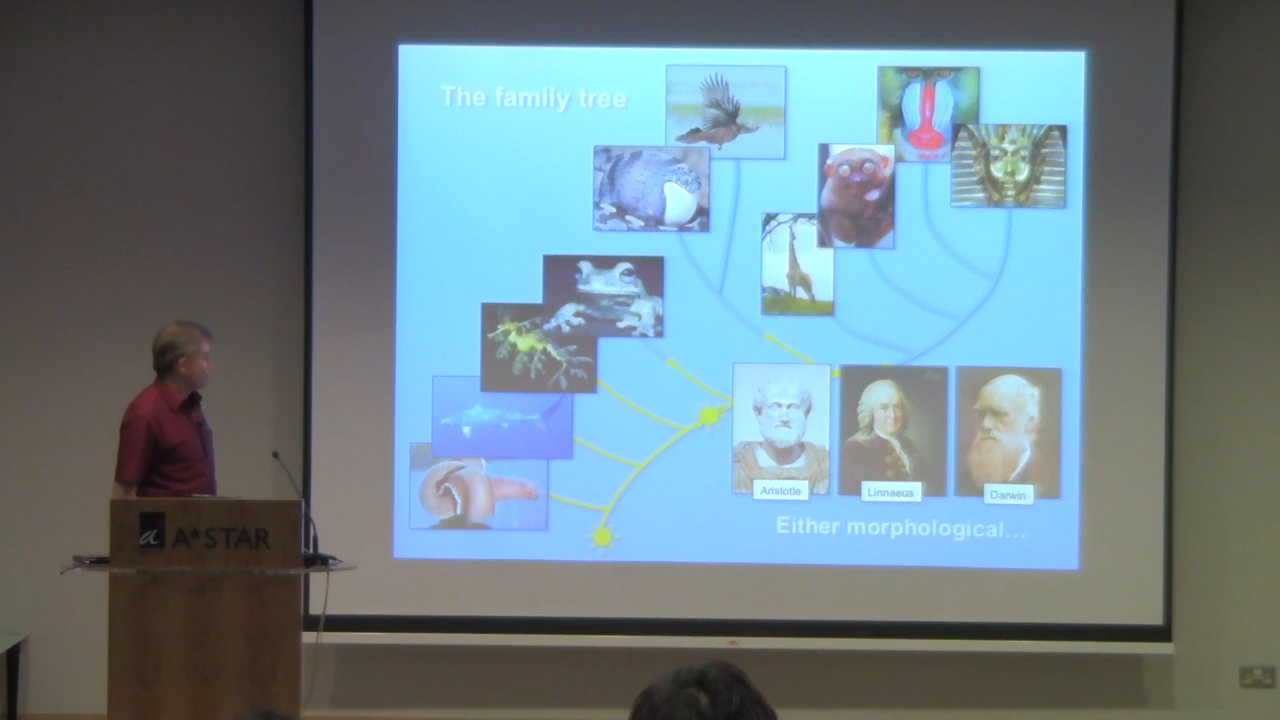 The family tree
Aristotle
Linnaeus
Darwin
Either morphological...
a A*STAR